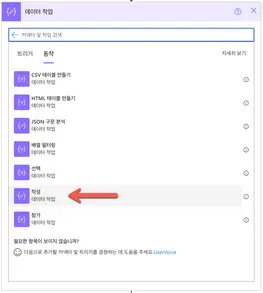 데이터 작업
커넥터 및 작업 검색
트리거 동작 자세히 보기
CSV 테이블 만들기
데이터 작업
HTML 테이블 만들기
데이터 작업
JSON 구문 분석
데이터 작업
배열 필터링
데이터 작업
선택
데이터 작업
작성
데이터 작업
참가
데이터 작업
필요한 항목이 보이지 않습니까?
다음으로 추가할 커넥터 및 트리거를 결정하는 데 도움을 주세요 UserVoice